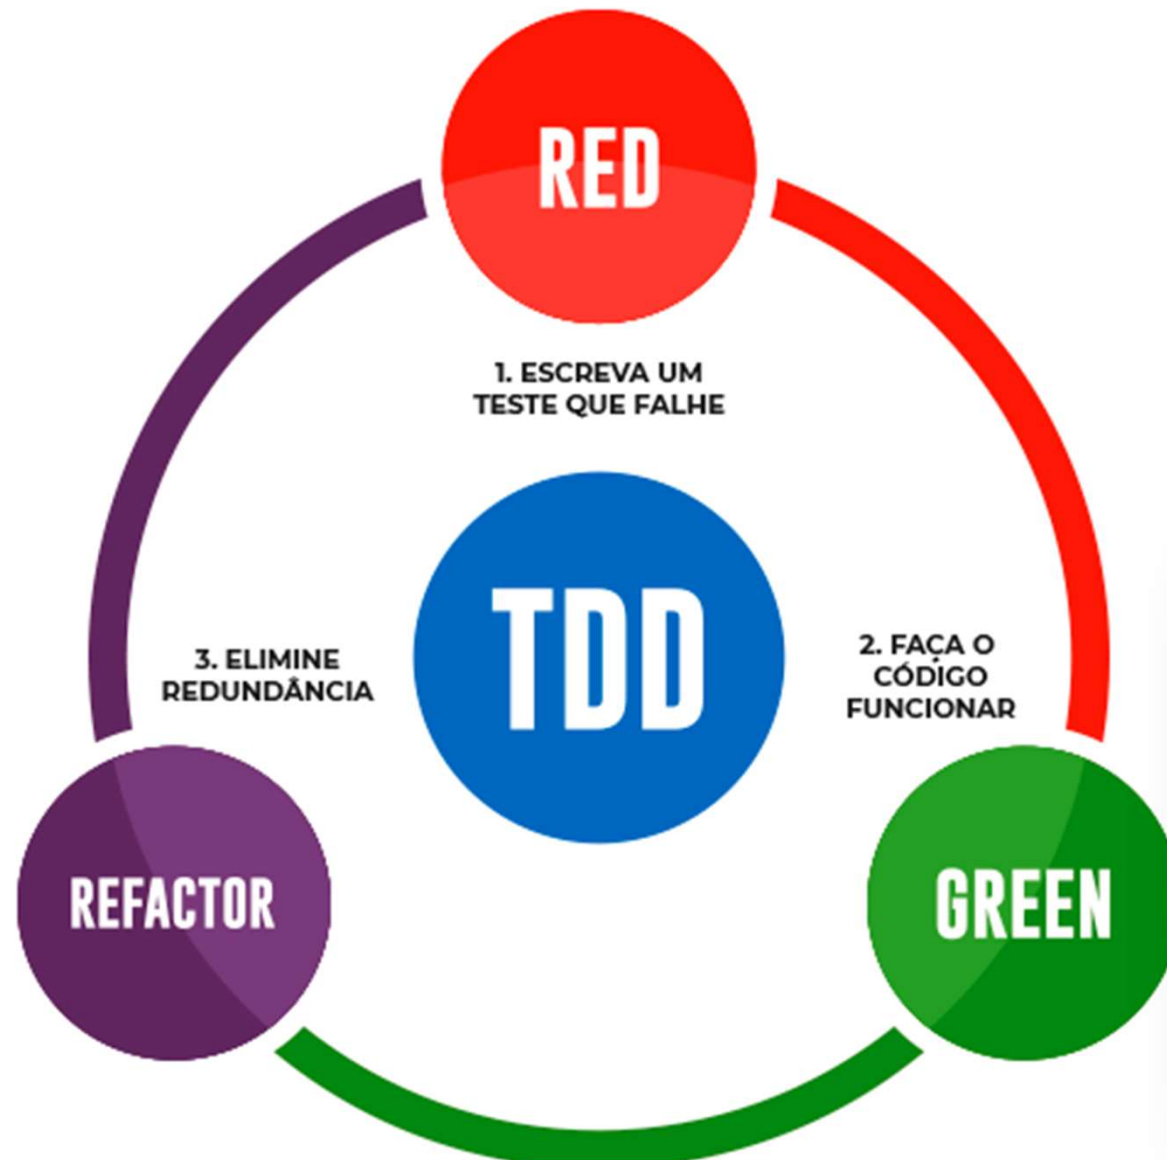 RED
1. ESCREVA UM
TESTE QUE FALHE
TDD
2. FAÇA O
CÓDIGO
FUNCIONAR
3. ELIMINE
REDUNDÂNCIA
REFACTOR
GREEN